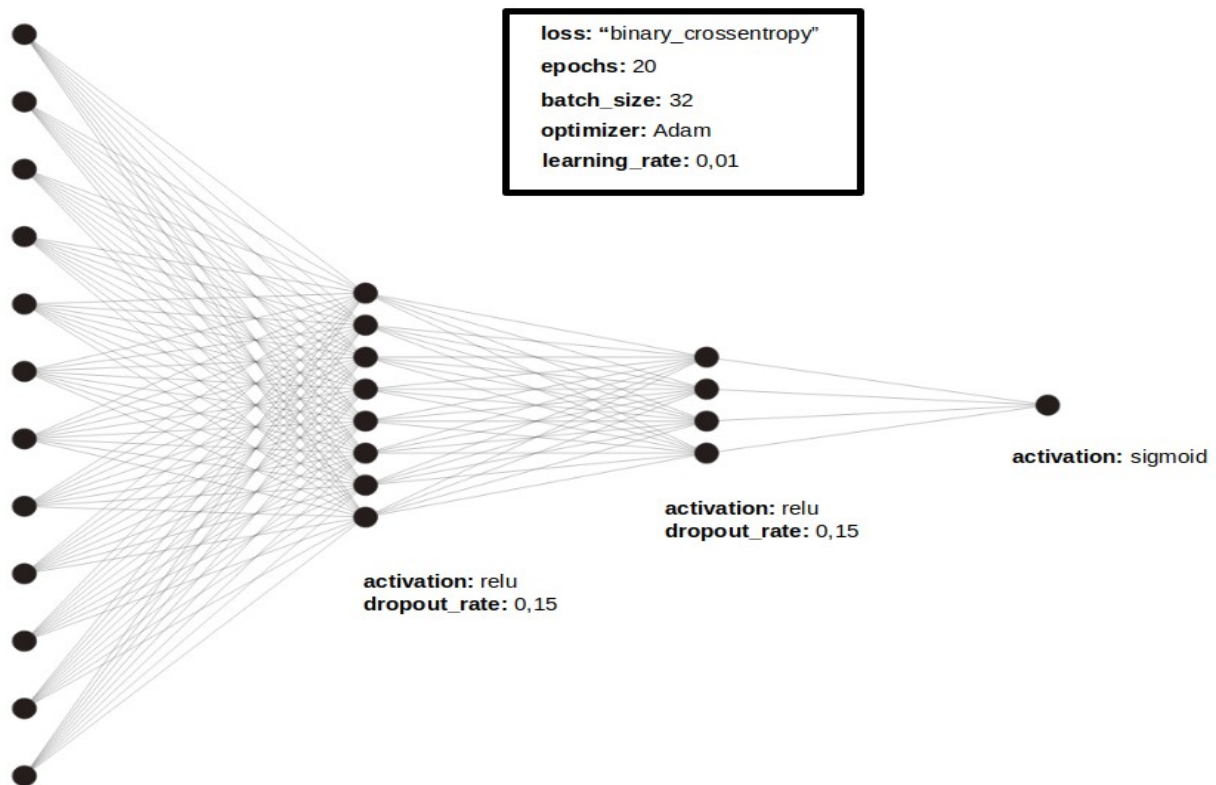 loss: “binary_crossentropy”
epochs: 20
batch_size: 32
optimizer: Adam
learning_rate: 0,01
activation: sigmoid
activation: relu
dropout_rate: 0,15
activation: relu
dropout_rate: 0,15